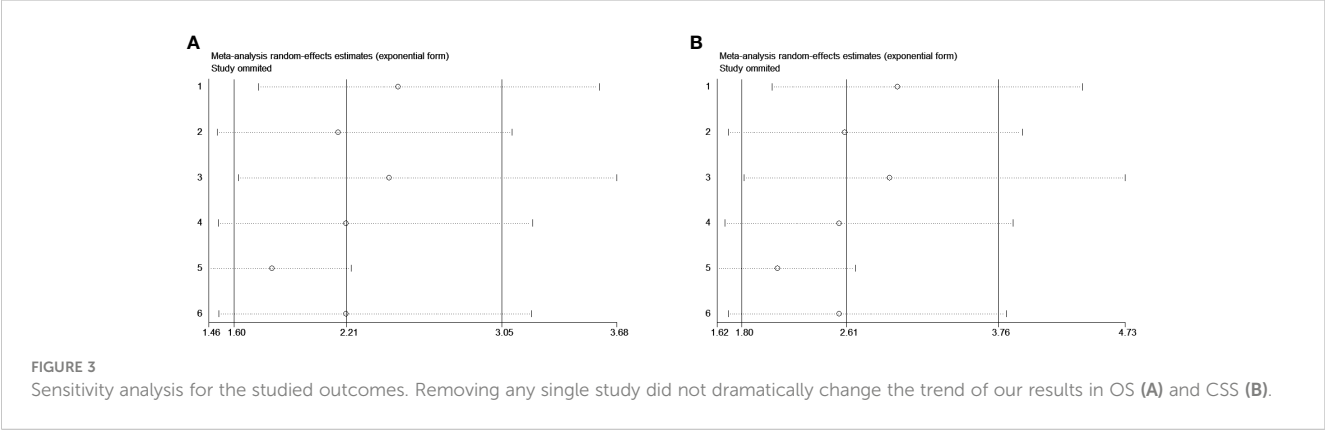 A
Meta-analysis random-effects estimates (exponential form)
Study ommited
1
2
3
4
5
6
1.46 1.60 2.21 3.05 3.68
B
Meta-analysis random-effects estimates (exponential form)
Study ommited
1
2
3
4
5
6
1.62 1.80 2.61 3.76 4.73
FIGURE 3
Sensitivity analysis for the studied outcomes. Removing any single study did not dramatically change the trend of our results in OS (A) and CSS (B).